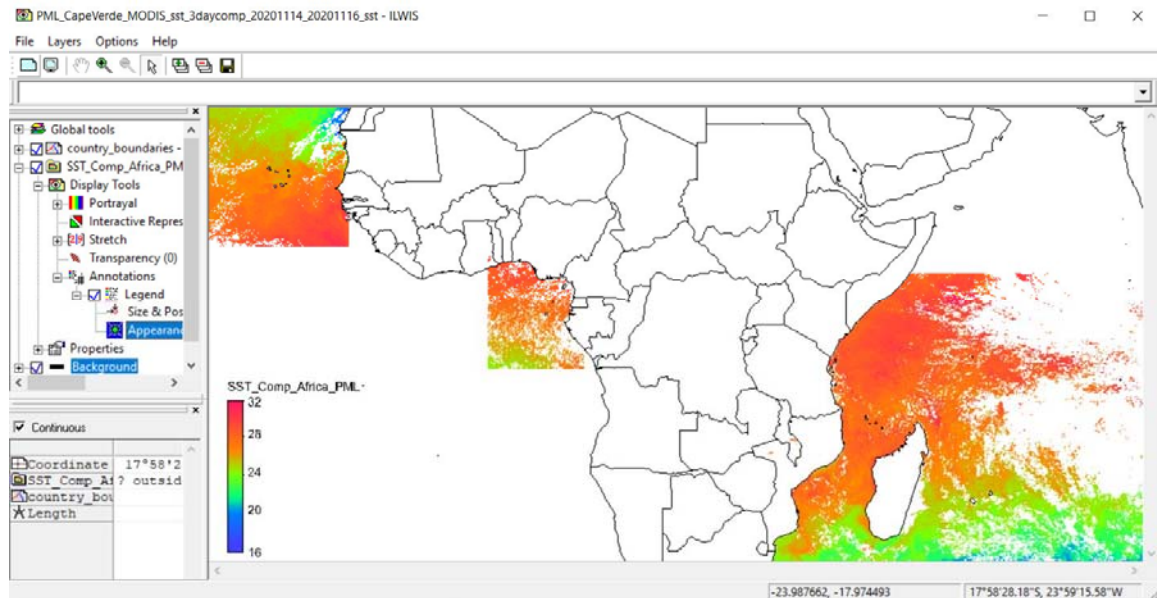 PML_CapeVerde_MODIS_sst_3daycomp_20201114_20201116_sst - ILWIS
File Layers Options Help
Global tools
country_boundaries -
SST_Comp_Africa_PM
Display Tools
Portrayal
Interactive Repres
Stretch
Transparency (0)
Annotations
Legend
Size & Pos
Appearanc
Properties
Background
SST_Comp_Africa_PML
32
28
24
20
16
Continuous
Coordinate 17°58'2
SST_Comp_Af ? outsid
country_bou
Length
-23.987662, -17.974493 17°58'28.18"S, 23°59'15.58"W